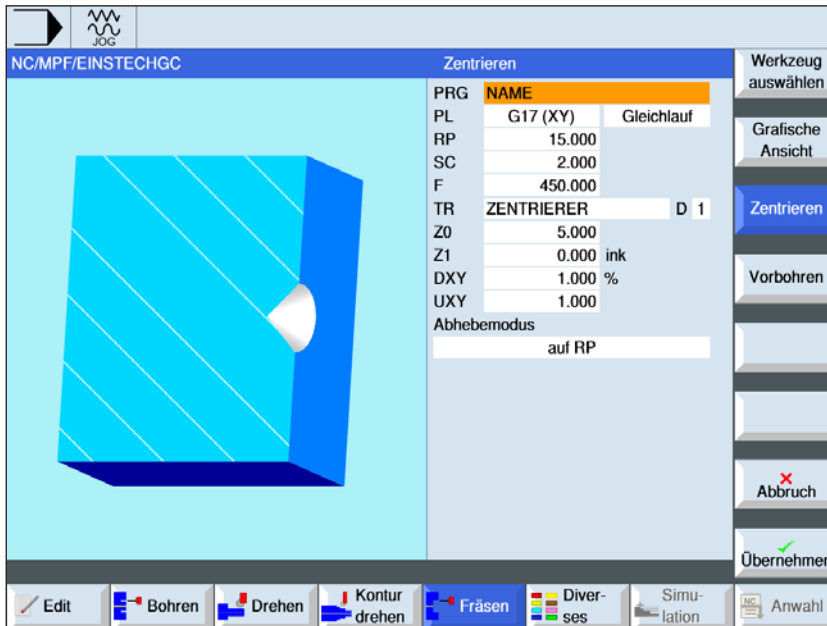 JOG
NC/MPF/EINSTECHGC
Zentrieren
PRG NAME
PL G17 (XY) Gleichlauf
RP 15.000
SC 2.000
F 450.000
TR ZENTRIERER D 1
Z0 5.000
Z1 0.000 ink
DXY 1.000 %
UXY 1.000
Abhebemodus
auf RP
Werkzeug
auswählen
Grafische
Ansicht
Zentrieren
Vorbohren
Abbruch
Übernehmen
Edit
Bohren
Drehen
Kontur
drehen
Fräsen
Diver-
ses
Simu-
lation
NC
Anwahl